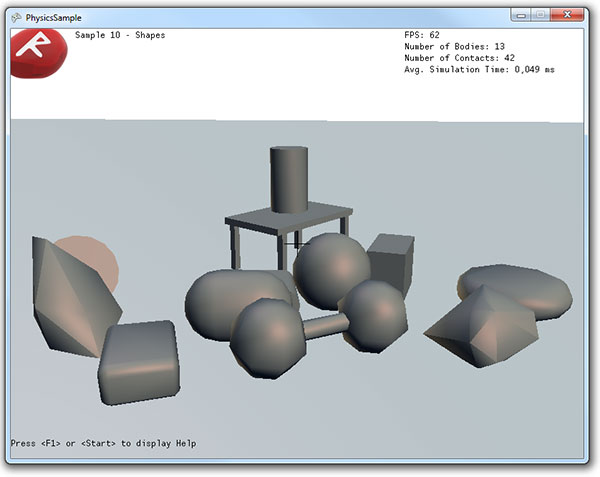 PhysicsSample
Sample 10 - Shapes
FPS: 62
Number of Bodies: 13
Number of Contacts: 42
Avg. Simulation Time: 0,049 ms
R
Press <F1> or <Start> to display Help